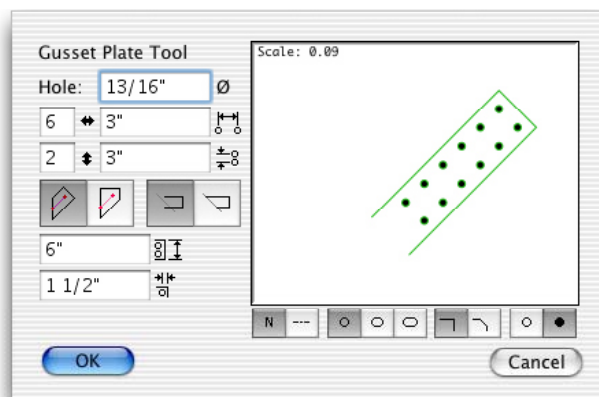 Gusset Plate Tool
Scale: 0.09
Hole: 13/16" Ø
6 3"
2 3"
6"
1 1/2"
N
OK
Cancel